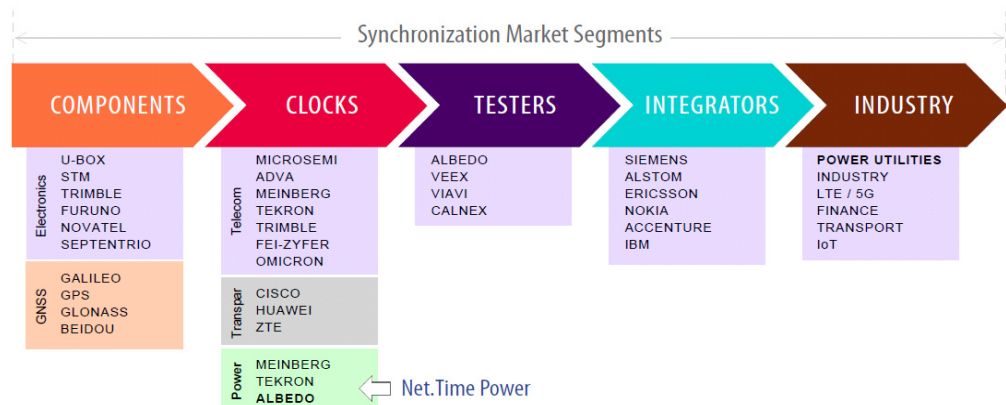 Synchronization Market Segments
COMPONENTS
CLOCKS
TESTERS
INTEGRATORS
INDUSTRY
Electronics
U-BOX
STM
TRIMBLE
FURUNO
NOVATEL
SEPTENTRIO
GNSS
GALILEO
GPS
GLONASS
BEIDOU
Telecom
MICROSEMI
ADVA
MEINBERG
TEKRON
TRIMBLE
FEI-ZYFER
OMICRON
Transpar
CISCO
HUAWEI
ZTE
Power
MEINBERG
TEKRON
ALBEDO
Net.Time Power
ALBEDO
VEEX
VIAVI
CALNEX
SIEMENS
ALSTOM
ERICSSON
NOKIA
ACCENTURE
IBM
POWER UTILITIES
INDUSTRY
LTE / 5G
FINANCE
TRANSPORT
IoT